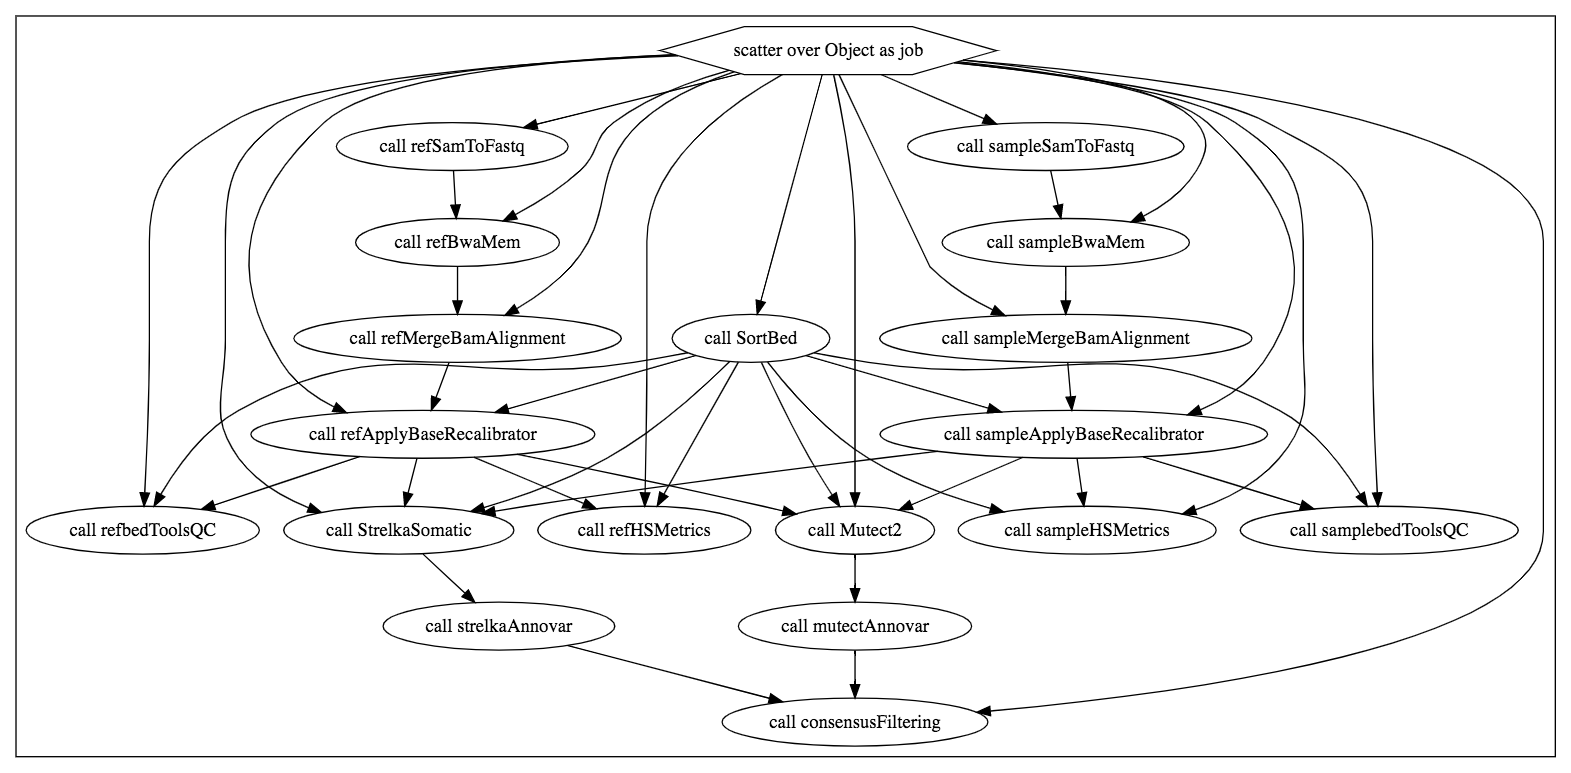 scatter over Object as job
call refSamToFastq
call sampleSamToFastq
call refBwaMem
call sampleBwaMem
call refMergeBamAlignment
call SortBed
call sampleMergeBamAlignment
call refApplyBaseRecalibrator
call sampleApplyBaseRecalibrator
call refbedToolsQC
call StrelkaSomatic
call refHSMetrics
call Mutect2
call sampleHSMetrics
call samplebedToolsQC
call strelkaAnnovar
call mutectAnnovar
call consensusFiltering